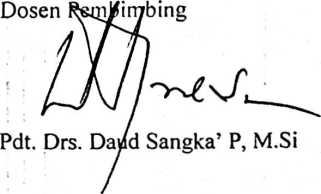 Dosen Pembimbing
Pdt. Drs. Daud Sangka' P, M.Si